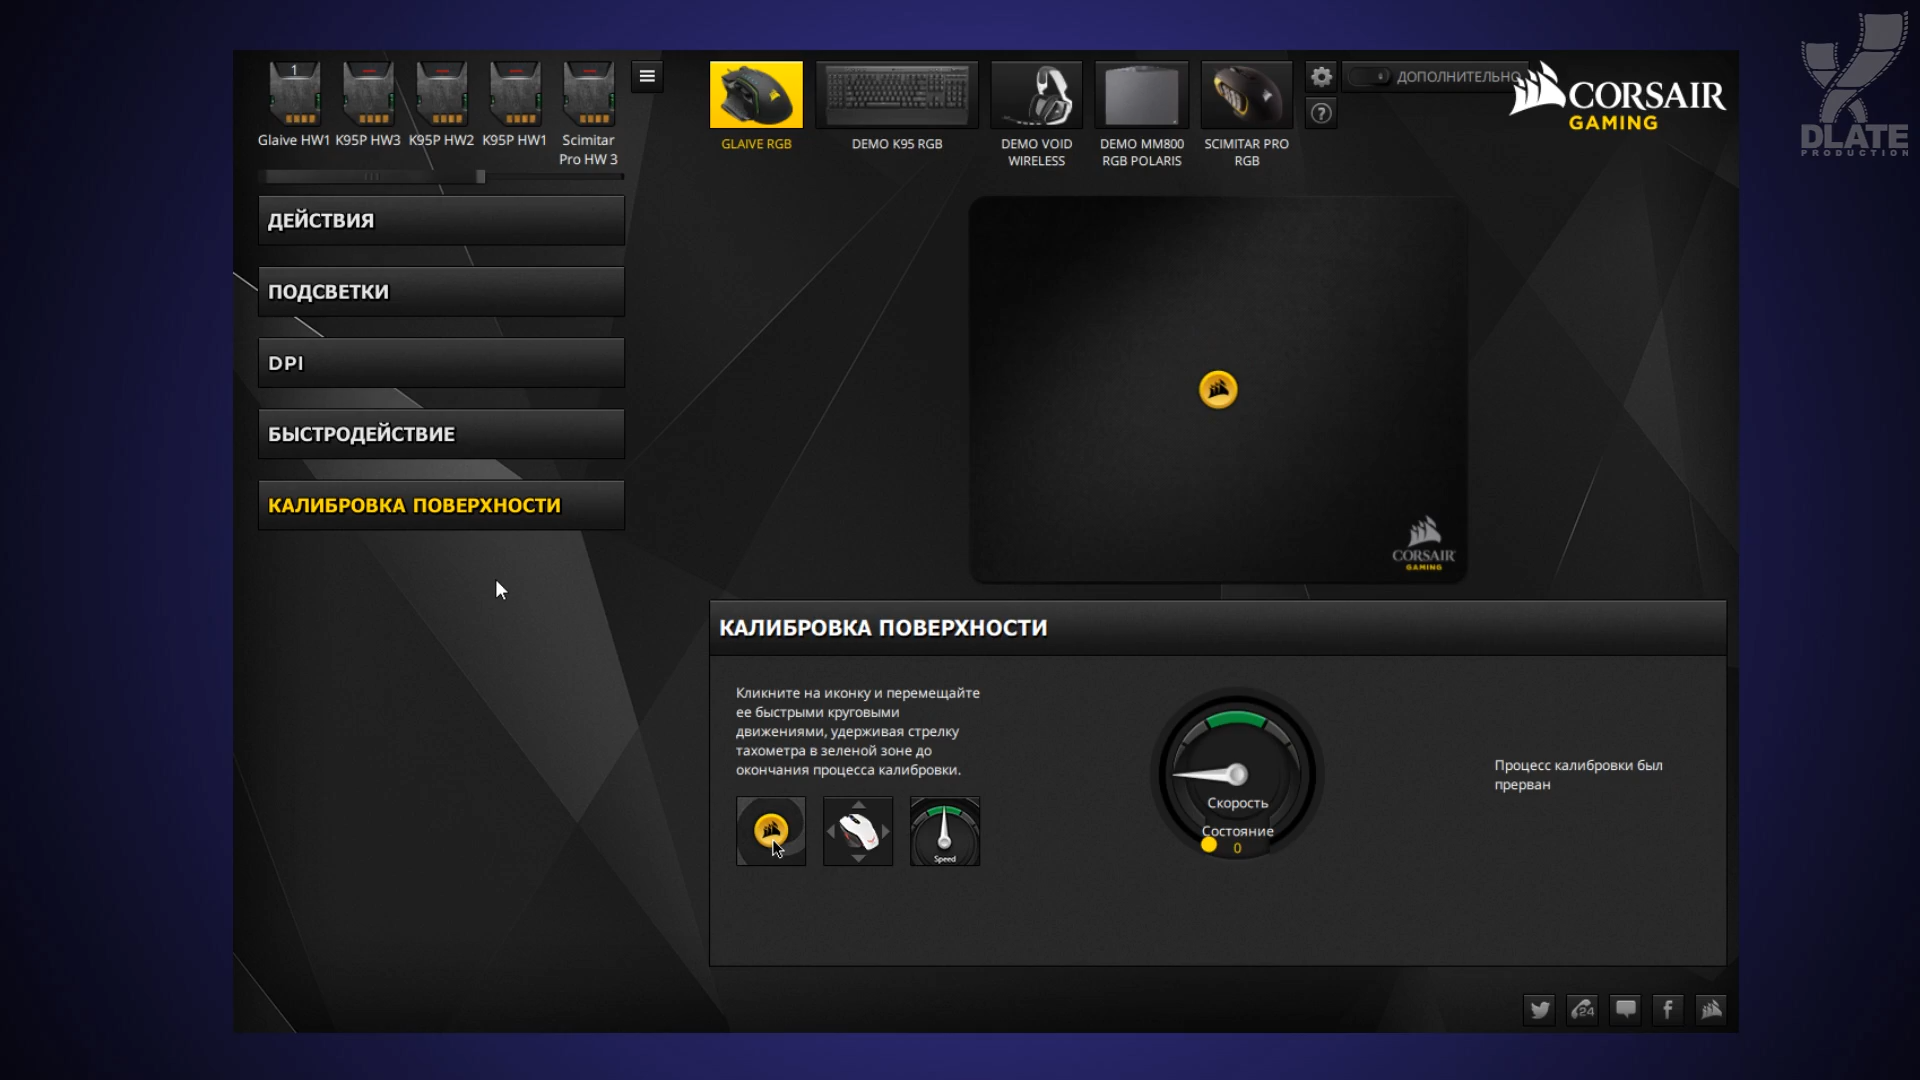 1
Glaive HW1
K95P HW3
K95P HW2
K95P HW1
Scimitar
Pro HW 3
GLAIVE RGB
DEMO K95 RGB
DEMO VOID
WIRELESS
DEMO MM800
RGB POLARIS
SCIMITAR PRO
RGB
?
ДОПОЛНИТЕЛЬНО
CORSAIR
GAMING
DLATE
PRODUCTION
ДЕЙСТВИЯ
ПОДСВЕТКИ
DPI
БЫСТРОДЕЙСТВИЕ
КАЛИБРОВКА ПОВЕРХНОСТИ
CORSAIR
GAMING
КАЛИБРОВКА ПОВЕРХНОСТИ
Кликните на иконку и перемещайте
ее быстрыми круговыми
движениями, удерживая стрелку
тахометра в зеленой зоне до
окончания процесса калибровки.
Speed
Скорость
Состояние
0
Процесс калибровки был
прерван
24